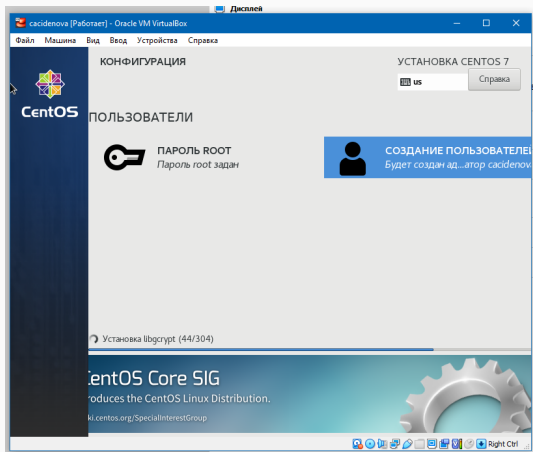 Дисплей
cacidenova [Работает] - Oracle VM VirtualBox
Файл Машина Вид Ввод Устройства Справка
КОНФИГУРАЦИЯ
УСТАНОВКА CENTOS 7
us
Справка
CentOS
ПОЛЬЗОВАТЕЛИ
ПАРОЛЬ ROOT
Пароль root задан
СОЗДАНИЕ ПОЛЬЗОВАТЕЛЕЙ
Будет создан ад...атор cacidenova
Установка libgcrypt (44/304)
CentOS Core SIG
roduces the CentOS Linux Distribution.
ki.centos.org/SpecialInterestGroup
Right Ctrl